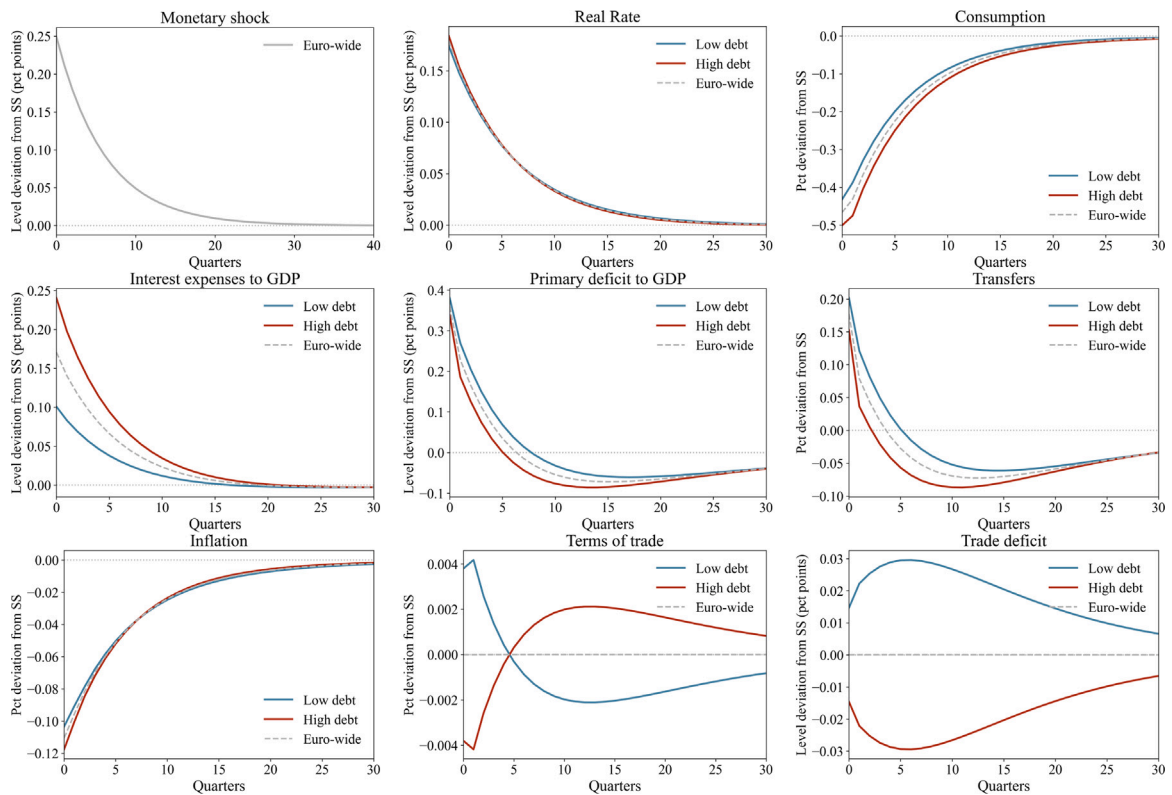 Monetary shock
Level deviation from SS (pct points)
0.25
0.20
0.15
0.10
0.05
0.00
Euro-wide
0
10
20
30
40
Quarters
Real Rate
Level deviation from SS (pct points)
0.15
0.10
0.05
0.00
Low debt
High debt
Euro-wide
0
5
10
15
20
25
30
Quarters
Consumption
Pct deviation from SS
0.0
−0.1
−0.2
−0.3
−0.4
−0.5
Low debt
High debt
Euro-wide
0
5
10
15
20
25
30
Quarters
Interest expenses to GDP
Level deviation from SS (pct points)
0.25
0.20
0.15
0.10
0.05
0.00
Low debt
High debt
Euro-wide
0
5
10
15
20
25
30
Quarters
Primary deficit to GDP
Level deviation from SS (pct points)
0.4
0.3
0.2
0.1
0.0
−0.1
Low debt
High debt
Euro-wide
0
5
10
15
20
25
30
Quarters
Transfers
Pct deviation from SS
0.20
0.15
0.10
0.05
0.00
−0.05
−0.10
Low debt
High debt
Euro-wide
0
5
10
15
20
25
30
Quarters
Inflation
Pct deviation from SS
0.00
−0.02
−0.04
−0.06
−0.08
−0.10
−0.12
Low debt
High debt
Euro-wide
0
5
10
15
20
25
30
Quarters
Terms of trade
Pct deviation from SS
0.004
0.002
0.000
−0.002
−0.004
Low debt
High debt
Euro-wide
0
5
10
15
20
25
30
Quarters
Trade deficit
Level deviation from SS (pct points)
0.03
0.02
0.01
0.00
−0.01
−0.02
−0.03
Low debt
High debt
Euro-wide
0
5
10
15
20
25
30
Quarters